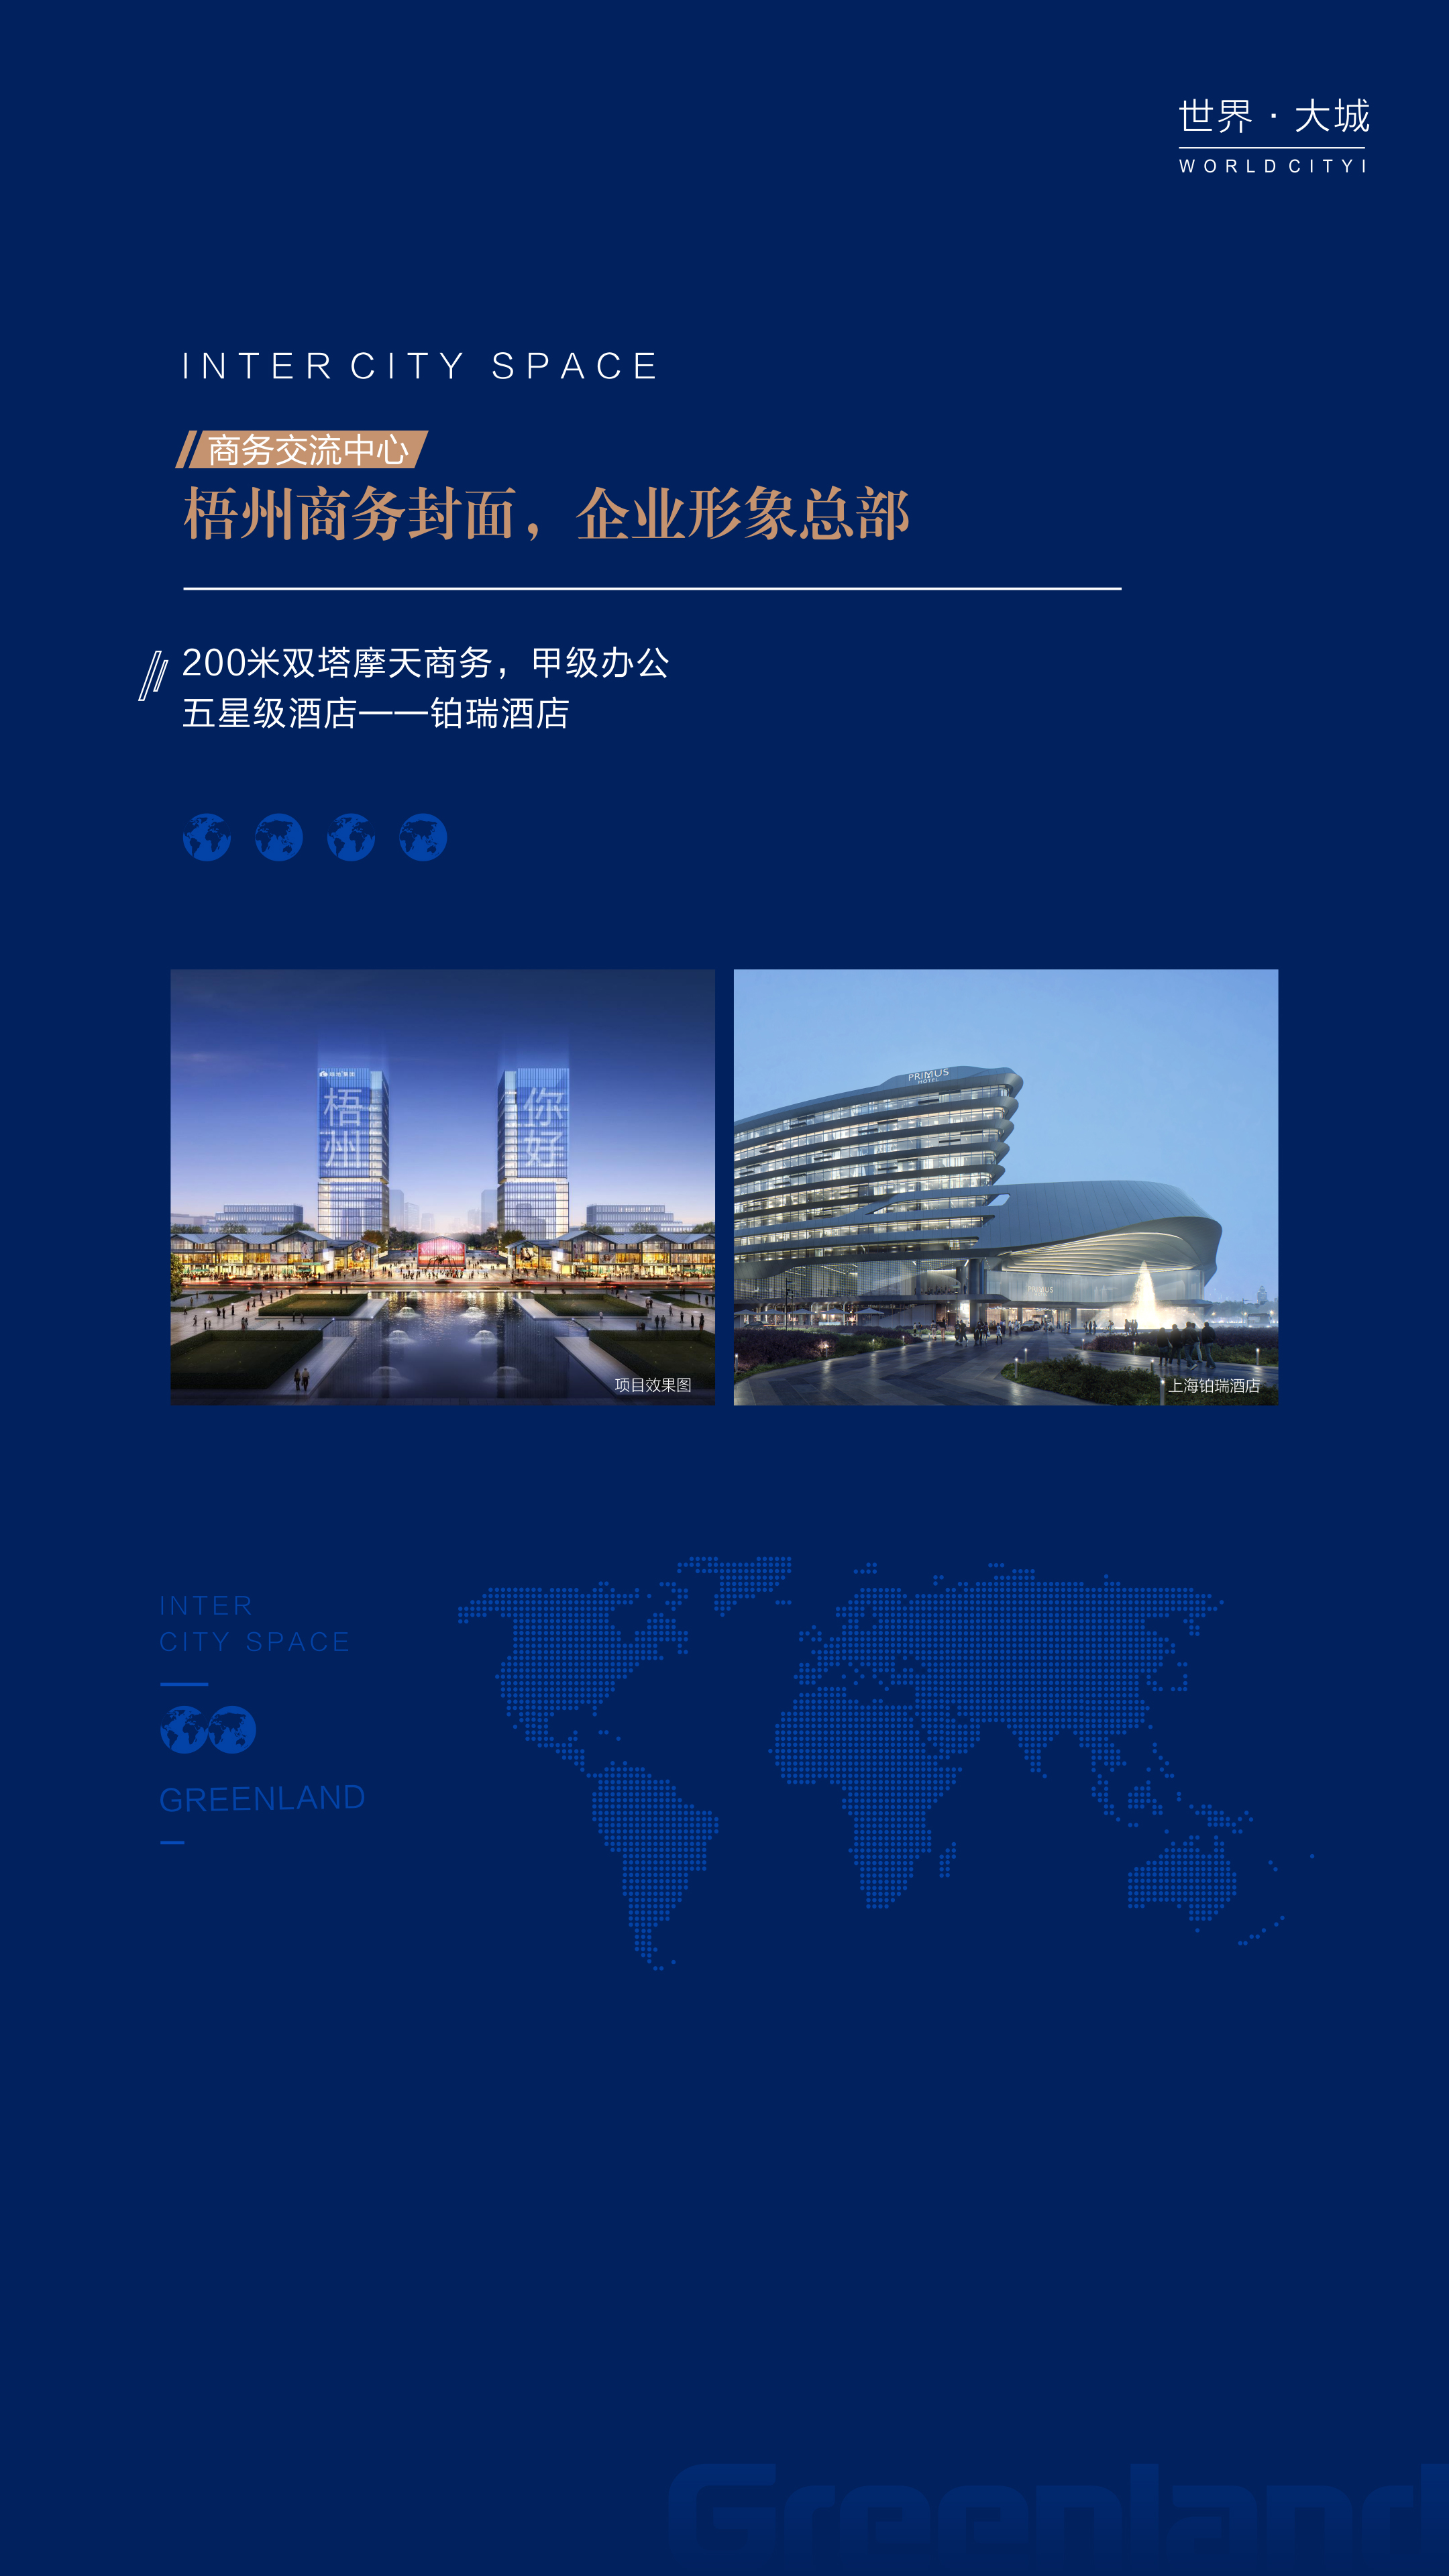 世界·大城
WORLD CITYI
INTER CITY SPACE
商务交流中心
梧州商务封面，企业形象总部
200米双塔摩天商务，甲级办公
五星级酒店——铂瑞酒店
梧州
你好
项目效果图
PRIMUS
HOTEL
PRIMUS
上海铂瑞酒店
INTER
CITY SPACE
GREENLAND
Greenland